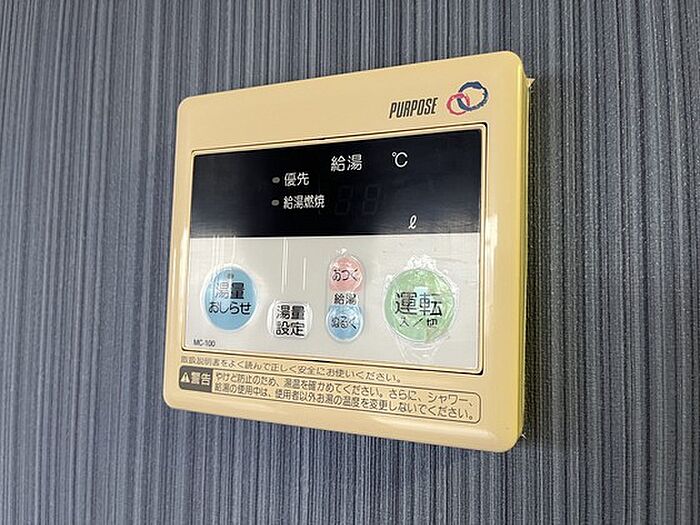 PURPOSE
給湯 ℃
優先
給湯燃焼
ℓ
湯量
おしらせ
湯量
設定
あつく
給湯
ぬるく
運転
入/切
MC-100
取扱説明書をよく読んで正しく安全にお使いください。
警告
やけど防止のため、湯温を確かめてください。さらに、シャワー、
給湯の使用中は、使用者以外お湯の温度を変更しないでください。